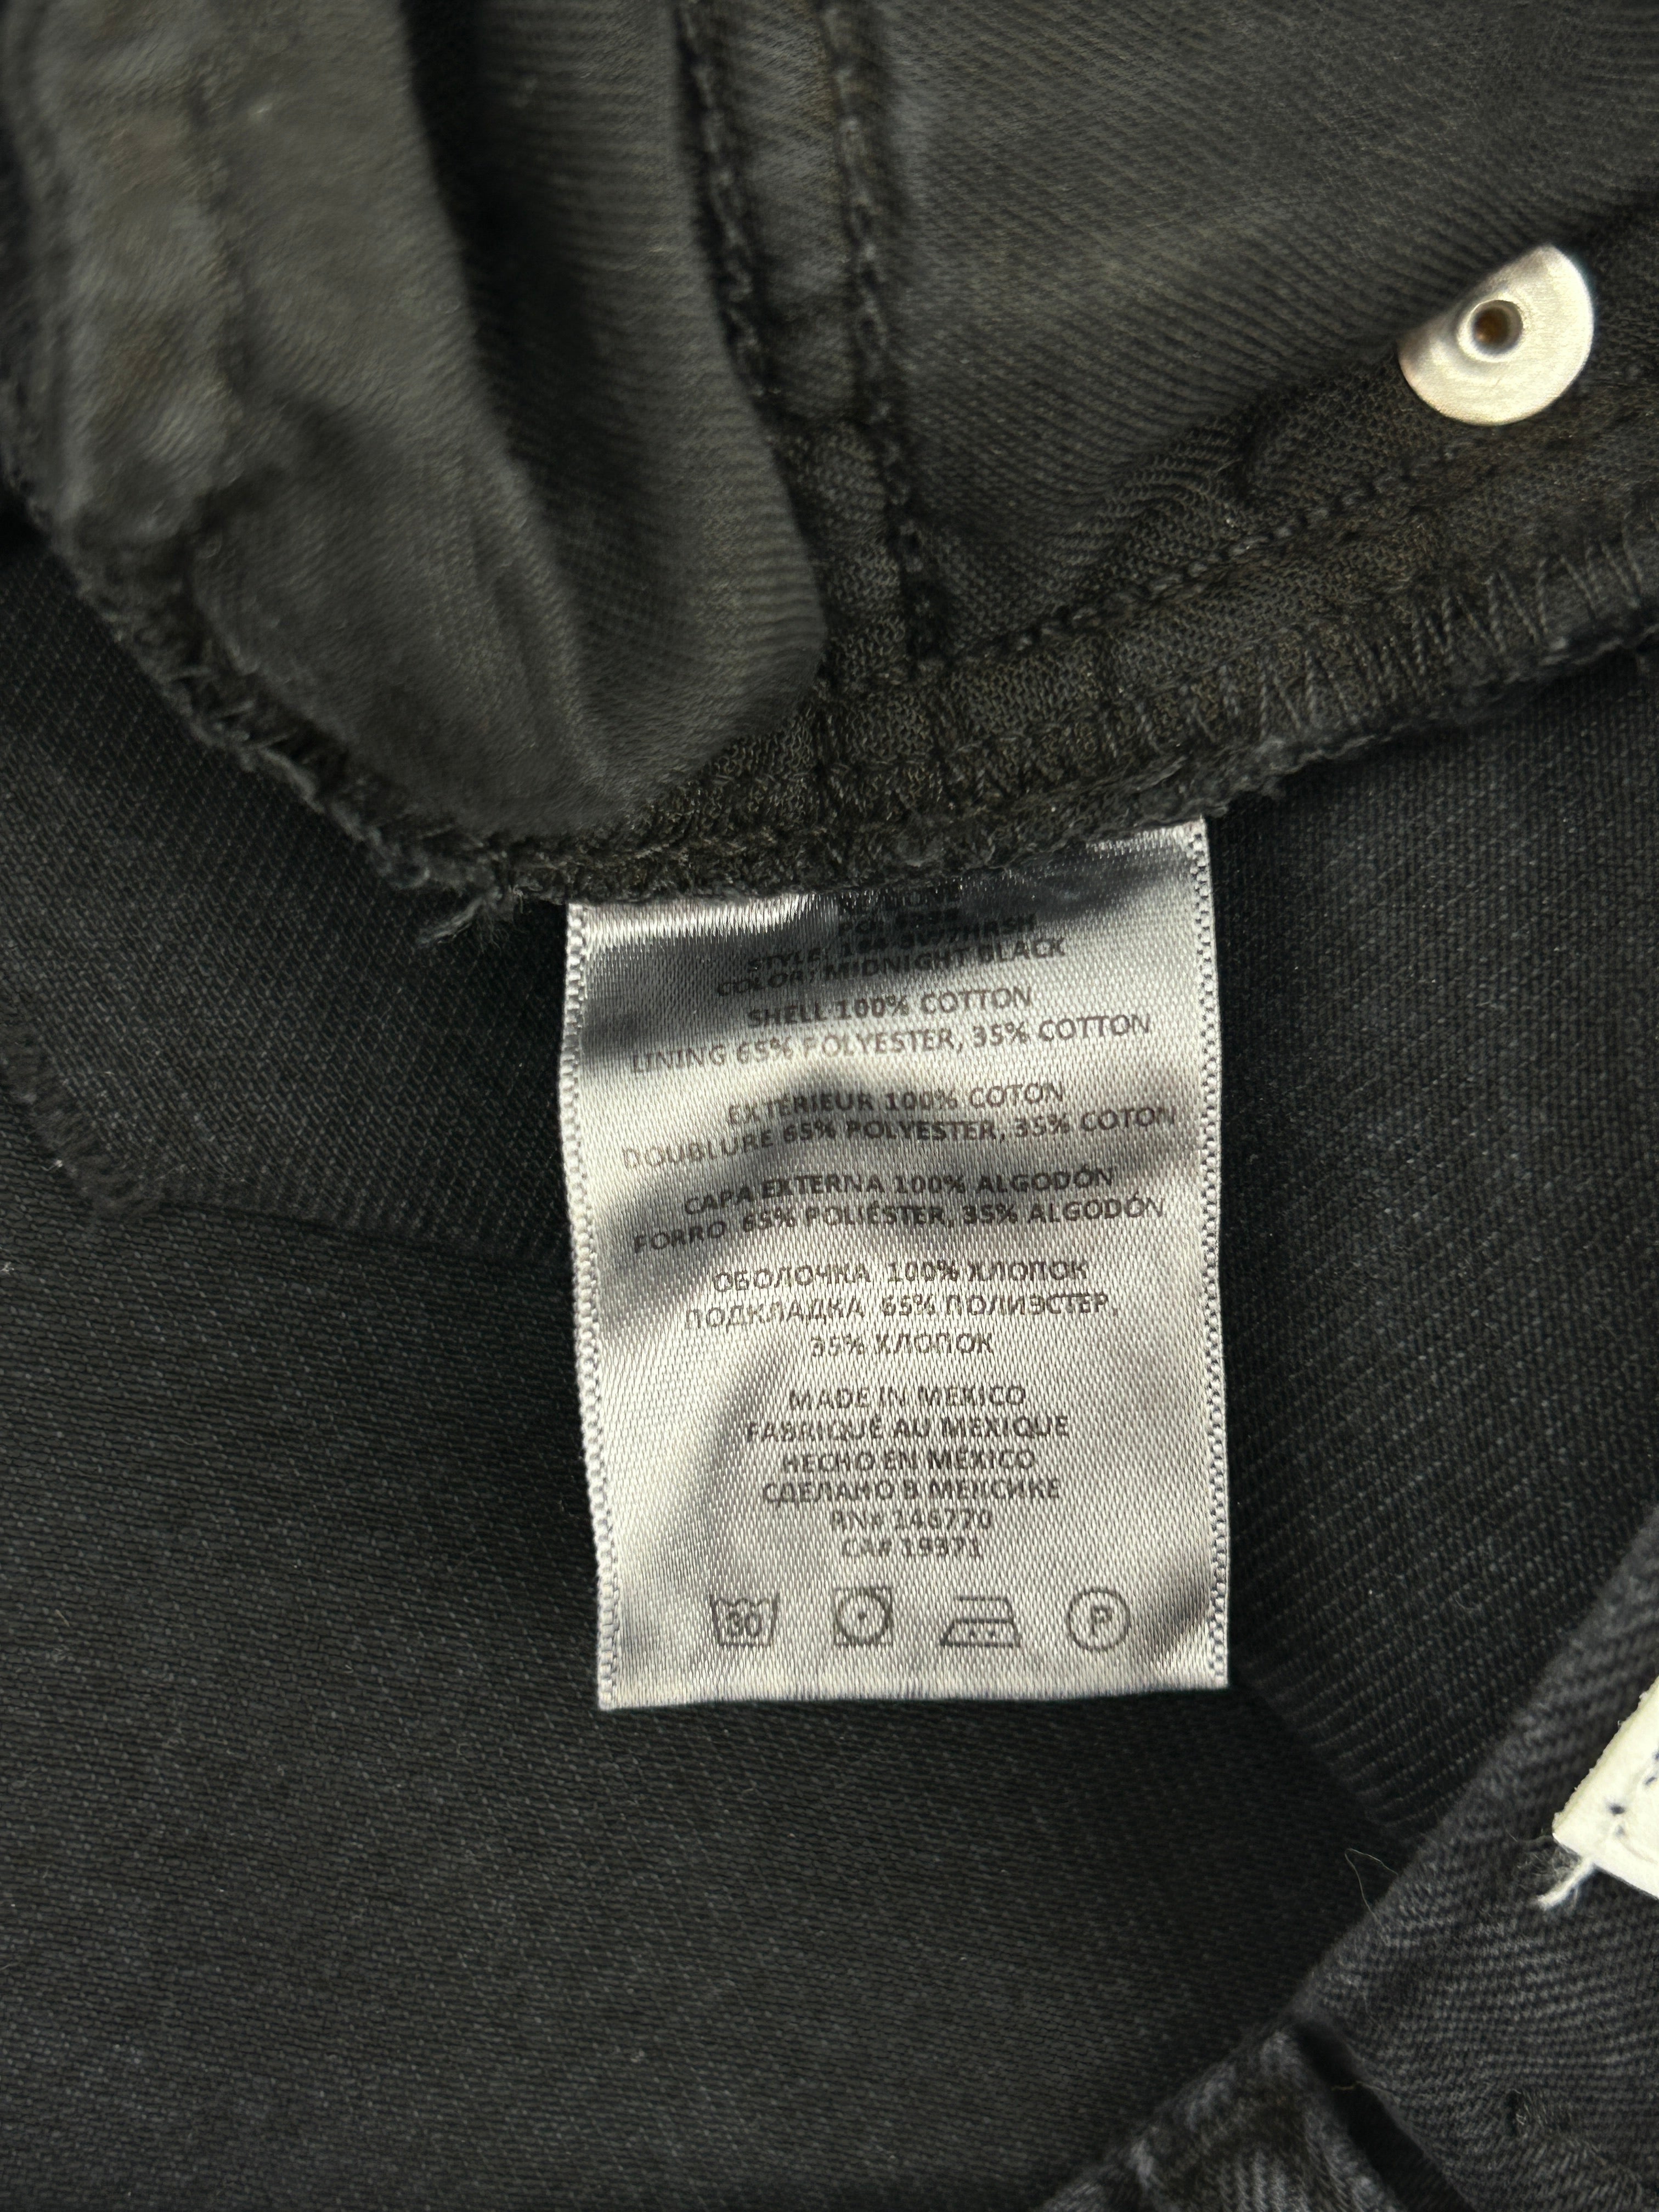 COLOR: MIDNIGHT BLACK
SHELL 100% COTTON
LINING 65% POLYESTER, 35% COTTON
EXTÉRIEUR 100% COTON
DOUBLURE 65% POLYESTER, 35% COTON
CAPA EXTERNA 100% ALGODÓN
FORRO 65% POLIÉSTER, 35% ALGODÓN
ОБОЛОЧКА 100% ХЛОПОК
ПОДКЛАДКА 65% ПОЛИЭСТЕР,
35% ХЛОПОК
MADE IN MEXICO
FABRIQUÉ AU MEXIQUE
HECHO EN MÉXICO
СДЕЛАНО В МЕКСИКЕ
RN# 146770
CA# 19371
30 P